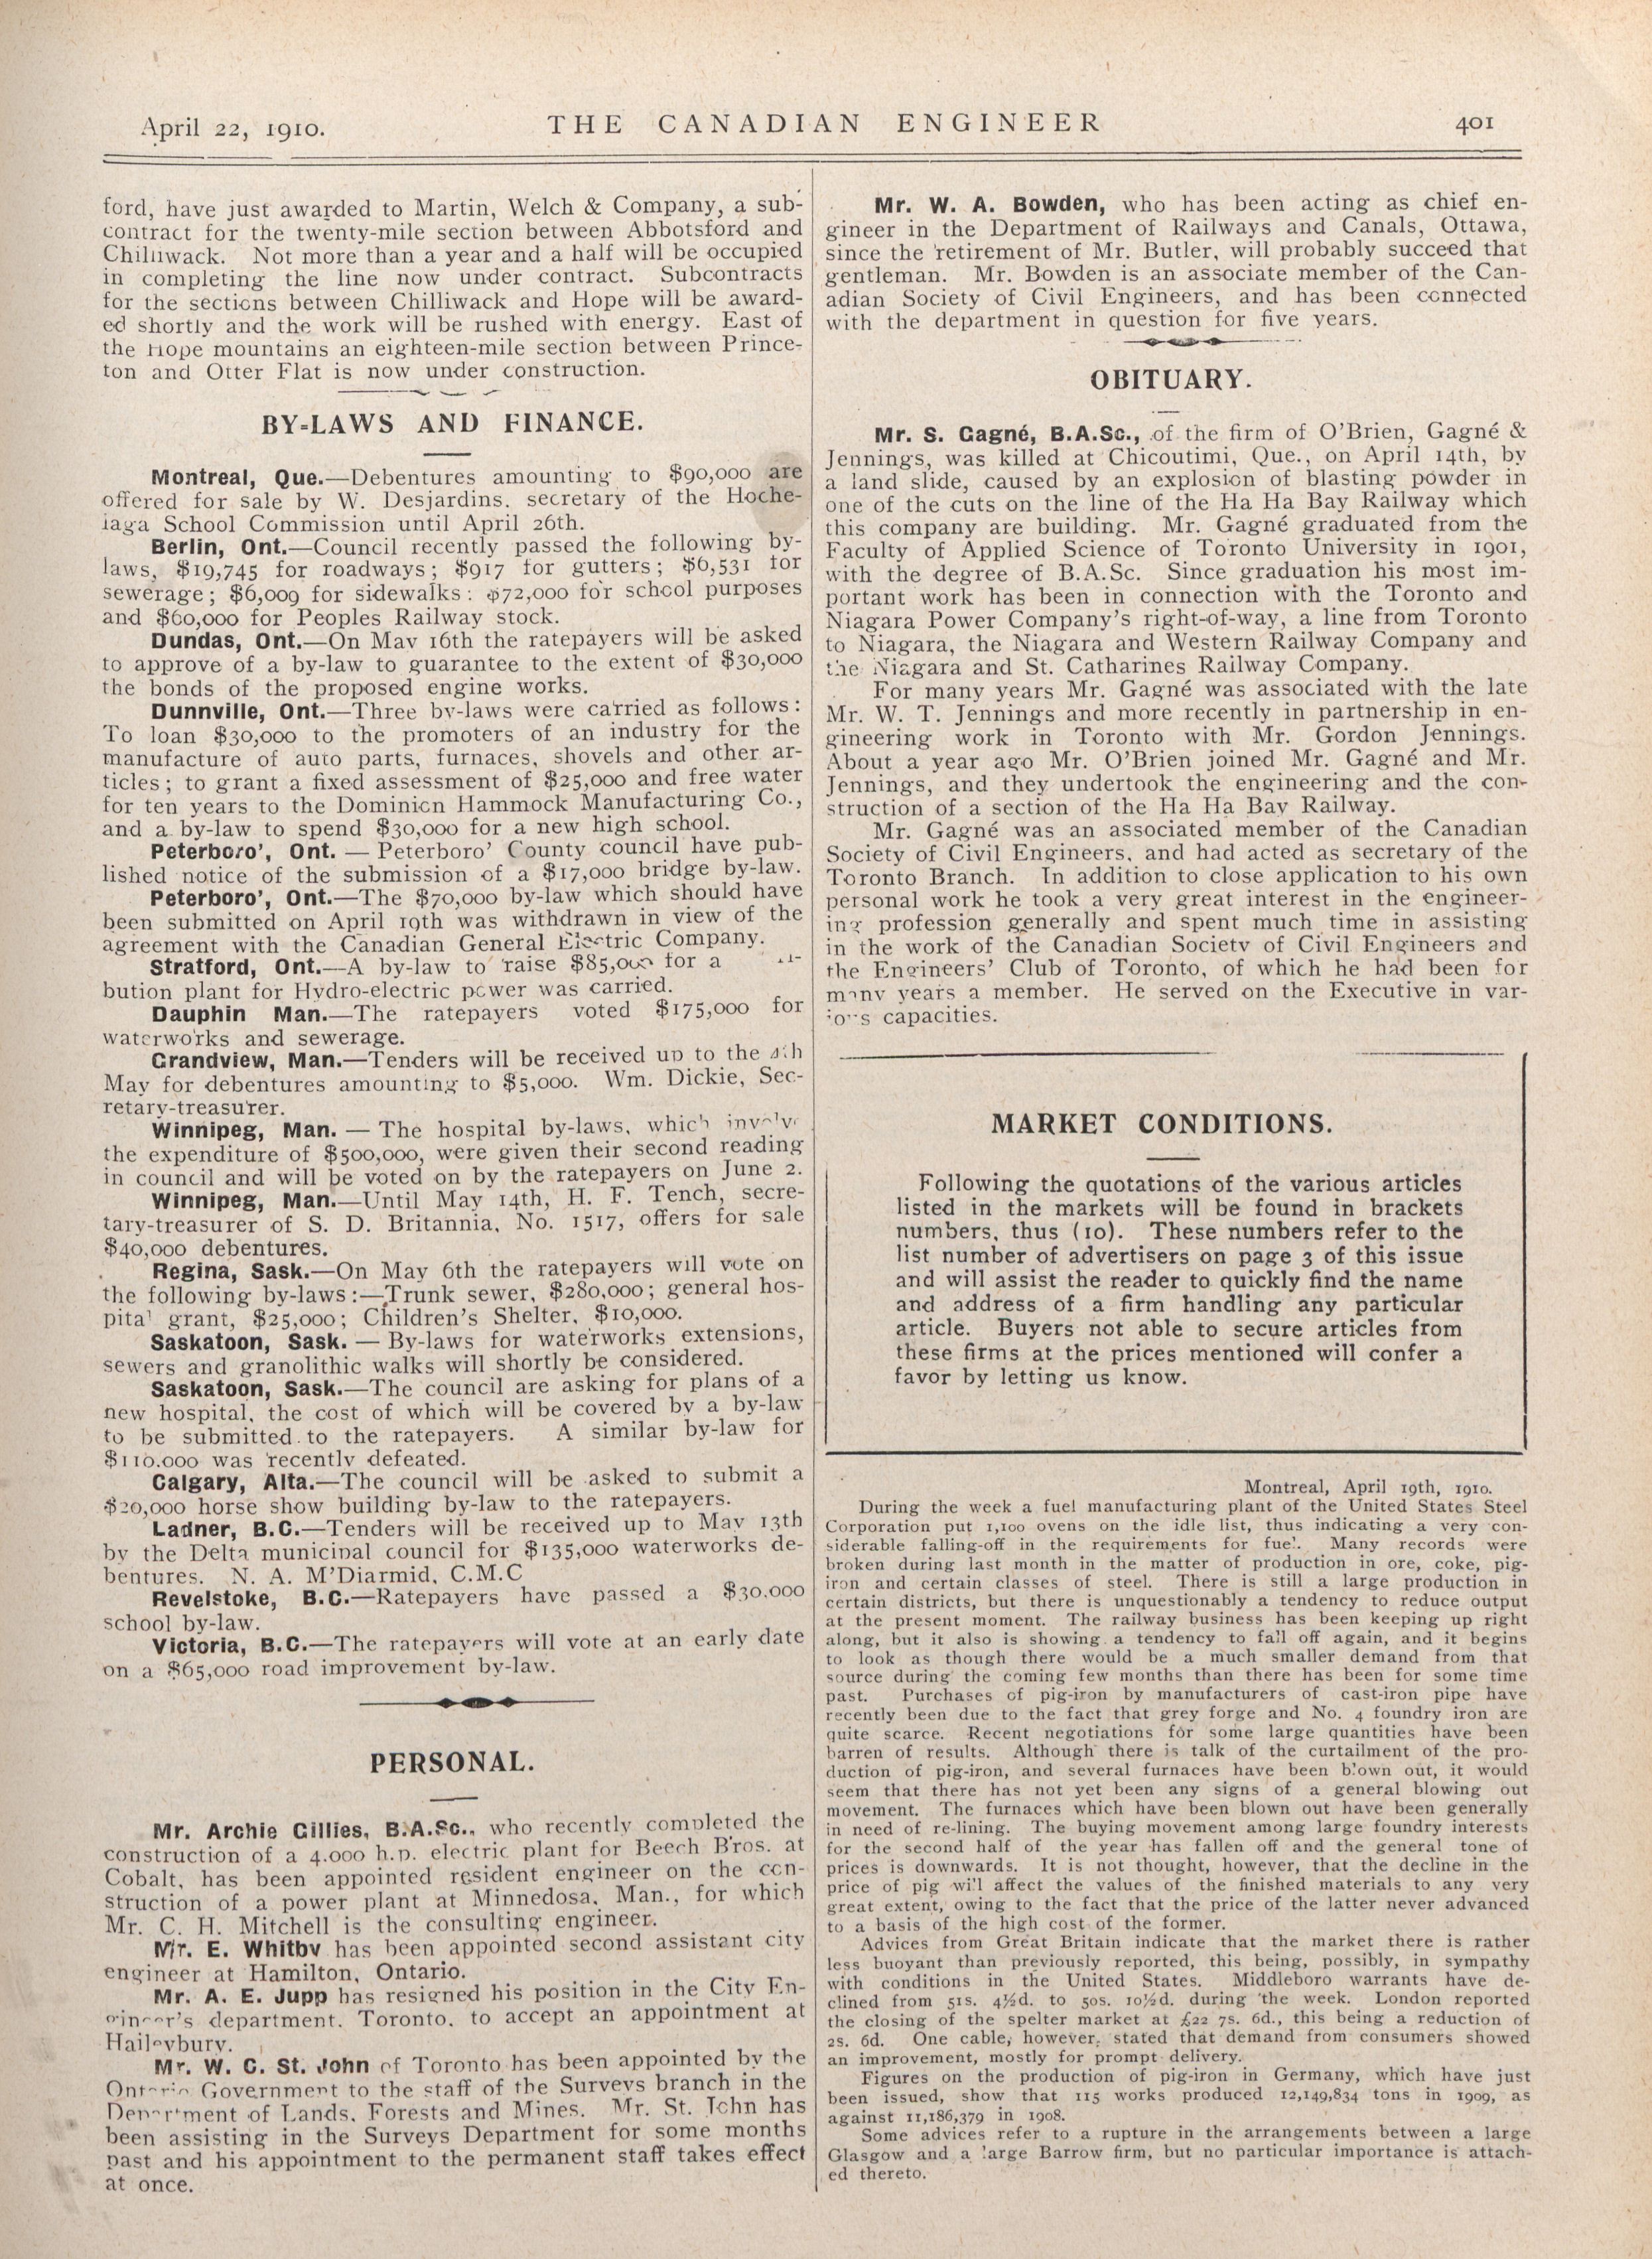 April 22, 1910.
THE CANADIAN ENGINEER
401
ford, have just awarded to Martin, Welch & Company, a sub-
contract for the twenty-mile section between Abbotsford and
Chilliwack. Not more than a year and a half will be occupied
in completing the line now under contract. Subcontracts
for the sections between Chilliwack and Hope will be award-
ed shortly and the work will be rushed with energy. East of
the Hope mountains an eighteen-mile section between Prince-
ton and Otter Flat is now under construction.
BY-LAWS AND FINANCE.
Montreal, Que.—Debentures amounting to $90,000 are
offered for sale by W. Desjardins, secretary of the Hoche-
laga School Commission until April 26th.
Berlin, Ont.—Council recently passed the following by-
laws, $19,745 for roadways; $917 for gutters; $6,531 for
sewerage; $6,009 for sidewalks: $72,000 for school purposes
and $60,000 for Peoples Railway stock.
Dundas, Ont.—On May 16th the ratepayers will be asked
to approve of a by-law to guarantee to the extent of $30,000
the bonds of the proposed engine works.
Dunnville, Ont.—Three by-laws were carried as follows:
To loan $30,000 to the promoters of an industry for the
manufacture of auto parts, furnaces, shovels and other ar-
ticles; to grant a fixed assessment of $25,000 and free water
for ten years to the Dominion Hammock Manufacturing Co.,
and a by-law to spend $30,000 for a new high school.
Peterboro', Ont. — Peterboro' County council have pub-
lished notice of the submission of a $17,000 bridge by-law.
Peterboro', Ont.—The $70,000 by-law which should have
been submitted on April 19th was withdrawn in view of the
agreement with the Canadian General Electric Company.
Stratford, Ont.—A by-law to raise $85,000 for a
bution plant for Hydro-electric power was carried.
Dauphin Man.—The ratepayers voted $175,000 for
waterworks and sewerage.
Grandview, Man.—Tenders will be received up to the 4th
May for debentures amounting to $5,000. Wm. Dickie, Sec-
retary-treasurer.
Winnipeg, Man. — The hospital by-laws, which involve
the expenditure of $500,000, were given their second reading
in council and will be voted on by the ratepayers on June 2.
Winnipeg, Man.—Until May 14th, H. F. Tench, secre-
tary-treasurer of S. D. Britannia, No. 1517, offers for sale
$40,000 debentures.
Regina, Sask.—On May 6th the ratepayers will vote on
the following by-laws:—Trunk sewer, $280,000; general hos-
pital grant, $25,000; Children's Shelter, $10,000.
Saskatoon, Sask. — By-laws for waterworks extensions,
sewers and granolithic walks will shortly be considered.
Saskatoon, Sask.—The council are asking for plans of a
new hospital, the cost of which will be covered by a by-law
to be submitted to the ratepayers. A similar by-law for
$110,000 was recently defeated.
Calgary, Alta.—The council will be asked to submit a
$20,000 horse show building by-law to the ratepayers.
Ladner, B.C.—Tenders will be received up to May 13th
by the Delta municipal council for $135,000 waterworks de-
bentures. N. A. M'Diarmid, C.M.C
Revelstoke, B.C.—Ratepayers have passed a $30,000
school by-law.
Victoria, B.C.—The ratepayers will vote at an early date
on a $65,000 road improvement by-law.
PERSONAL.
Mr. Archie Gillies, B.A.Sc., who recently completed the
construction of a 4,000 h.p. electric plant for Beech Bros. at
Cobalt, has been appointed resident engineer on the con-
struction of a power plant at Minnedosa, Man., for which
Mr. C. H. Mitchell is the consulting engineer.
Mr. E. Whitby has been appointed second assistant city
engineer at Hamilton, Ontario.
Mr. A. E. Jupp has resigned his position in the City En-
gineer's department, Toronto, to accept an appointment at
Haileybury.
Mr. W. C. St. John of Toronto has been appointed by the
Ontario Government to the staff of the Surveys branch in the
Department of Lands, Forests and Mines. Mr. St. John has
been assisting in the Surveys Department for some months
past and his appointment to the permanent staff takes effect
at once.
Mr. W. A. Bowden, who has been acting as chief en-
gineer in the Department of Railways and Canals, Ottawa,
since the retirement of Mr. Butler, will probably succeed that
gentleman. Mr. Bowden is an associate member of the Can-
adian Society of Civil Engineers, and has been connected
with the department in question for five years.
OBITUARY.
Mr. S. Gagné, B.A.Sc., of the firm of O'Brien, Gagné &
Jennings, was killed at Chicoutimi, Que., on April 14th, by
a land slide, caused by an explosion of blasting powder in
one of the cuts on the line of the Ha Ha Bay Railway which
this company are building. Mr. Gagné graduated from the
Faculty of Applied Science of Toronto University in 1901,
with the degree of B.A.Sc. Since graduation his most im-
portant work has been in connection with the Toronto and
Niagara Power Company's right-of-way, a line from Toronto
to Niagara, the Niagara and Western Railway Company and
the Niagara and St. Catharines Railway Company.
For many years Mr. Gagné was associated with the late
Mr. W. T. Jennings and more recently in partnership in en-
gineering work in Toronto with Mr. Gordon Jennings.
About a year ago Mr. O'Brien joined Mr. Gagné and Mr.
Jennings, and they undertook the engineering and the con-
struction of a section of the Ha Ha Bay Railway.
Mr. Gagné was an associated member of the Canadian
Society of Civil Engineers, and had acted as secretary of the
Toronto Branch. In addition to close application to his own
personal work he took a very great interest in the engineer-
ing profession generally and spent much time in assisting
in the work of the Canadian Society of Civil Engineers and
the Engineers' Club of Toronto, of which he had been for
many years a member. He served on the Executive in var-
ious capacities.
MARKET CONDITIONS.
Following the quotations of the various articles
listed in the markets will be found in brackets
numbers, thus (10). These numbers refer to the
list number of advertisers on page 3 of this issue
and will assist the reader to quickly find the name
and address of a firm handling any particular
article. Buyers not able to secure articles from
these firms at the prices mentioned will confer a
favor by letting us know.
Montreal, April 19th, 1910.
During the week a fuel manufacturing plant of the United States Steel
Corporation put 1,100 ovens on the idle list, thus indicating a very con-
siderable falling-off in the requirements for fuel. Many records were
broken during last month in the matter of production in ore, coke, pig-
iron and certain classes of steel. There is still a large production in
certain districts, but there is unquestionably a tendency to reduce output
at the present moment. The railway business has been keeping up right
along, but it also is showing a tendency to fall off again, and it begins
to look as though there would be a much smaller demand from that
source during the coming few months than there has been for some time
past. Purchases of pig-iron by manufacturers of cast-iron pipe have
recently been due to the fact that grey forge and No. 4 foundry iron are
quite scarce. Recent negotiations for some large quantities have been
barren of results. Although there is talk of the curtailment of the pro-
duction of pig-iron, and several furnaces have been blown out, it would
seem that there has not yet been any signs of a general blowing out
movement. The furnaces which have been blown out have been generally
in need of re-lining. The buying movement among large foundry interests
for the second half of the year has fallen off and the general tone of
prices is downwards. It is not thought, however, that the decline in the
price of pig will affect the values of the finished materials to any very
great extent, owing to the fact that the price of the latter never advanced
to a basis of the high cost of the former.
Advices from Great Britain indicate that the market there is rather
less buoyant than previously reported, this being, possibly, in sympathy
with conditions in the United States. Middleboro warrants have de-
clined from 51s. 4½d. to 50s. 10½d. during the week. London reported
the closing of the spelter market at £22 7s. 6d., this being a reduction of
2s. 6d. One cable, however, stated that demand from consumers showed
an improvement, mostly for prompt delivery.
Figures on the production of pig-iron in Germany, which have just
been issued, show that 115 works produced 12,149,834 tons in 1909, as
against 11,186,379 in 1908.
Some advices refer to a rupture in the arrangements between a large
Glasgow and a large Barrow firm, but no particular importance is attach-
ed thereto.